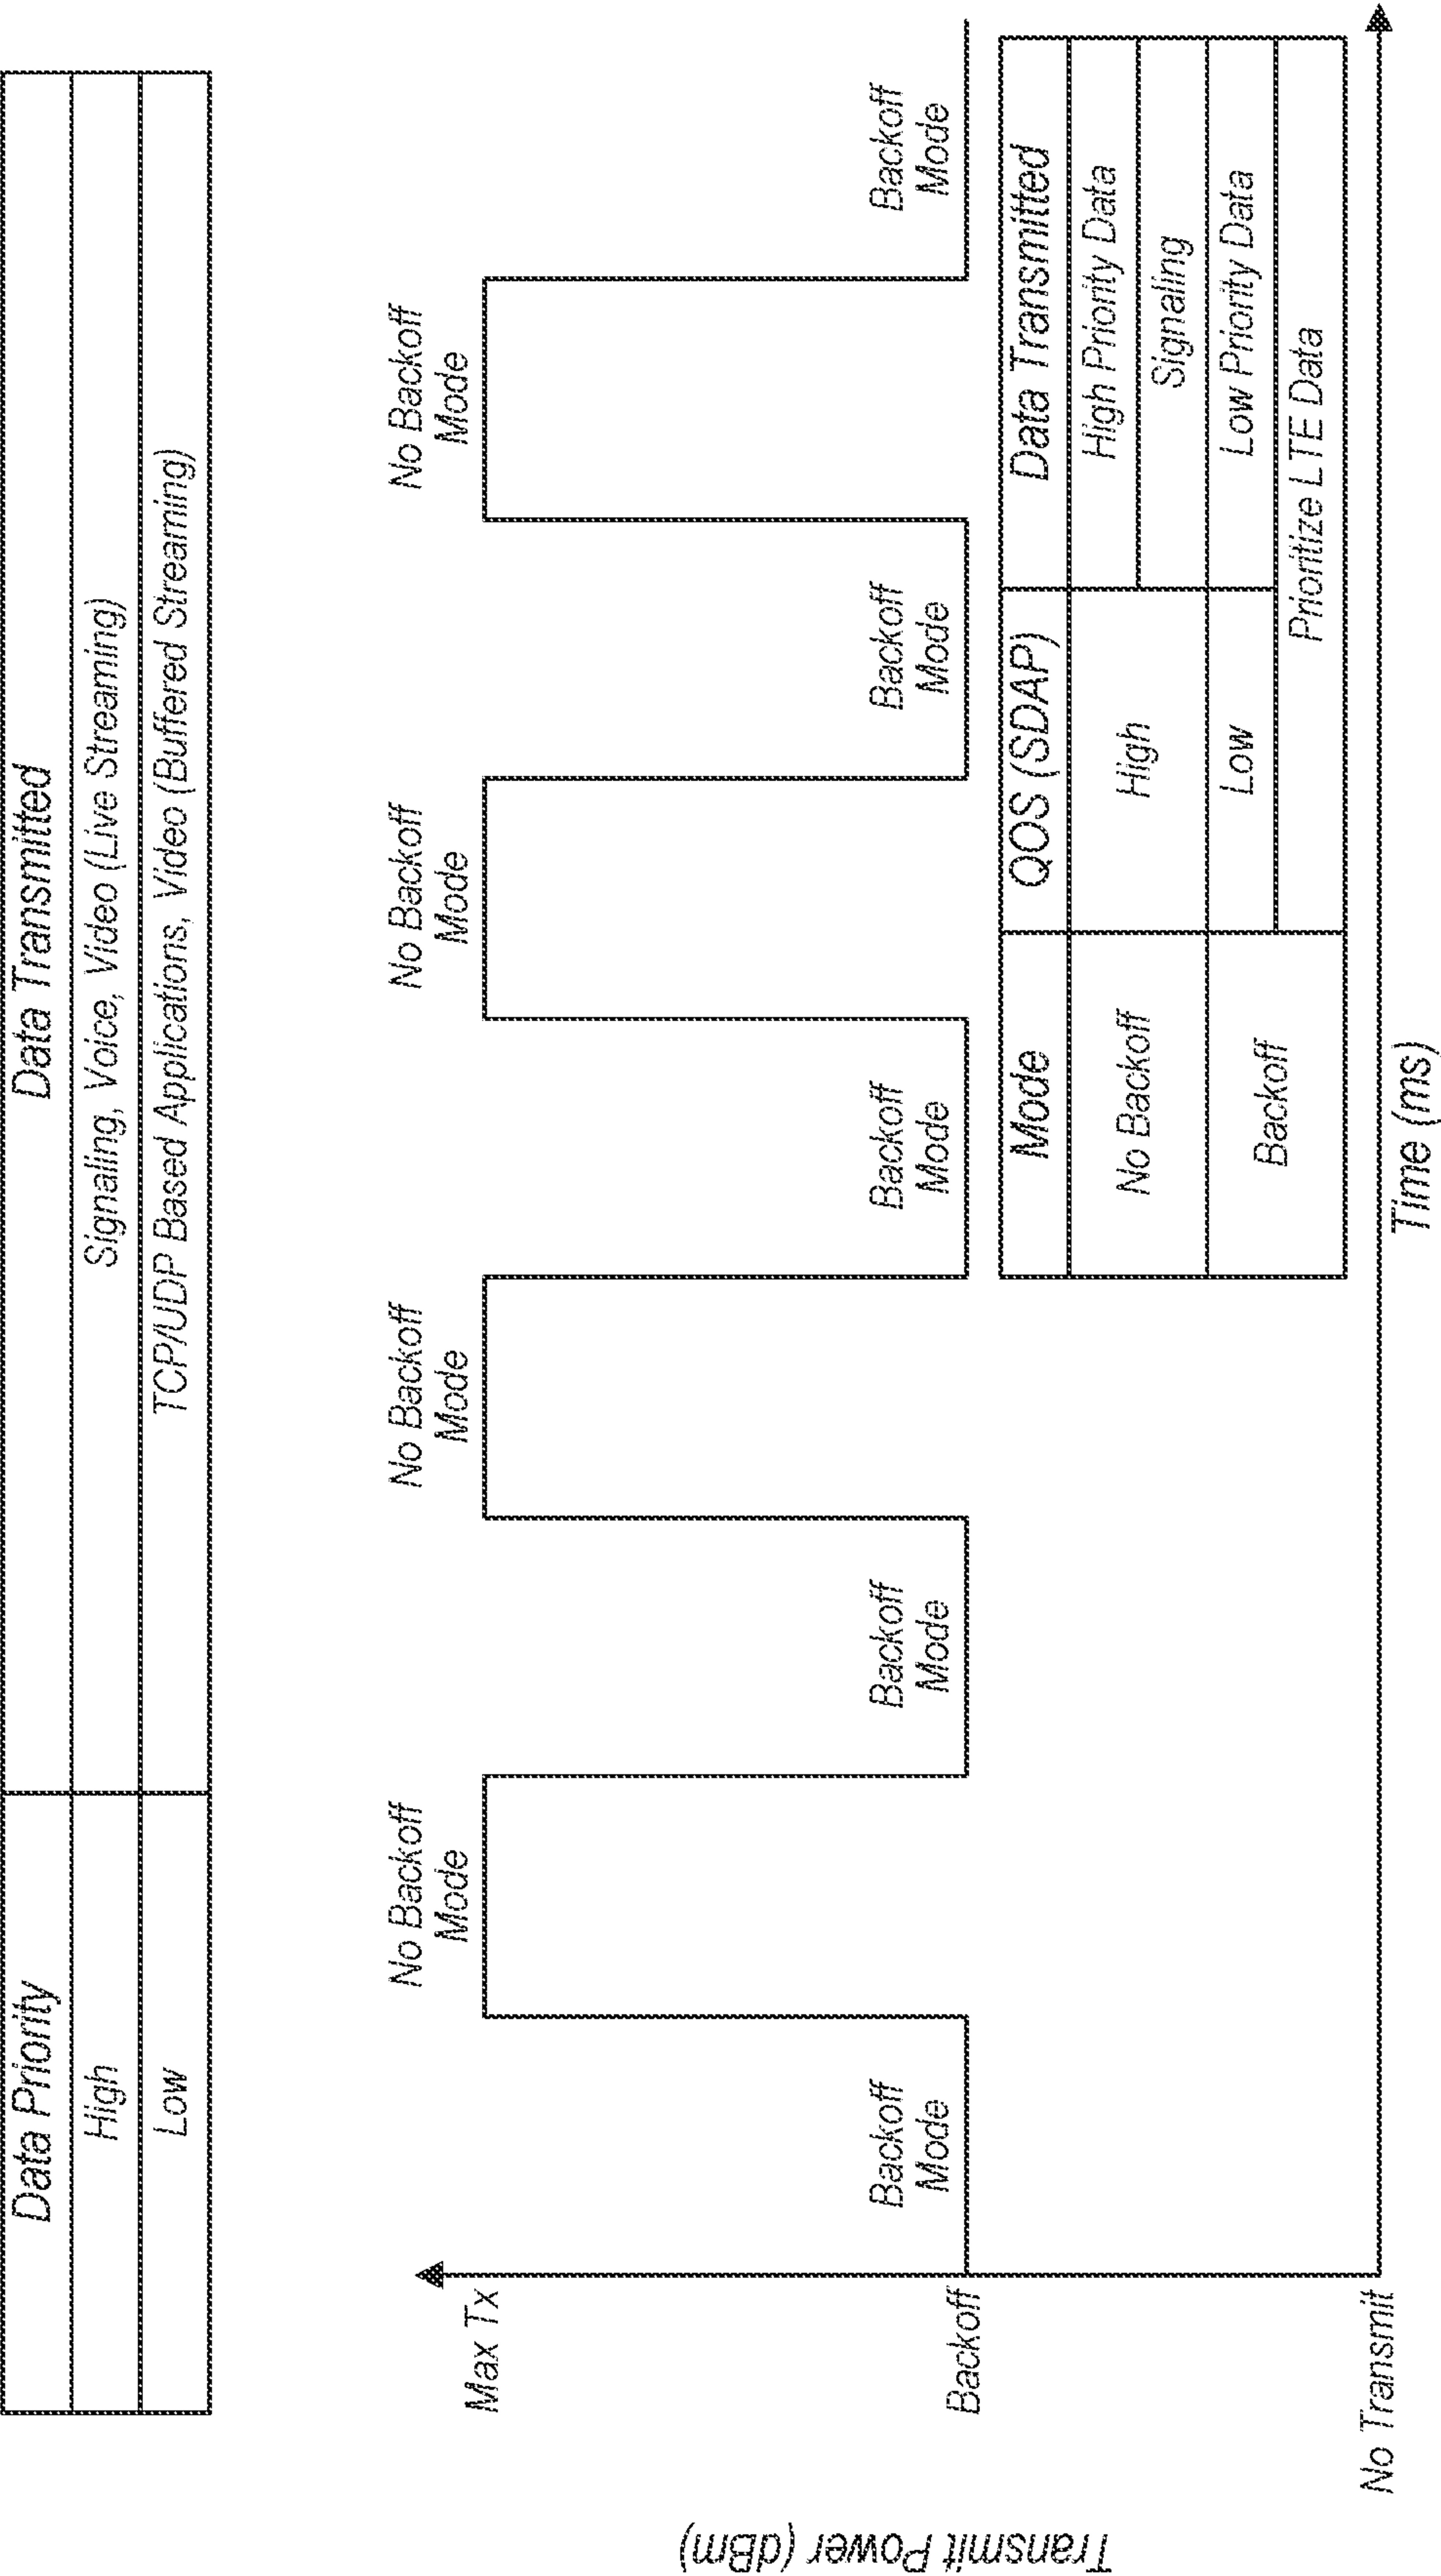 Data Priority
Data Transmitted
High
Signaling, Voice, Video (Live Streaming)
Low
TCP/UDP Based Applications, Video (Buffered Streaming)
Transmit Power (dBm)
Max Tx
Backoff
No Transmit
Backoff
Mode
No Backoff
Mode
Backoff
Mode
No Backoff
Mode
Backoff
Mode
No Backoff
Mode
Backoff
Mode
No Backoff
Mode
Backoff
Mode
Mode
QOS (SDAP)
Data Transmitted
No Backoff
High
High Priority Data
Signaling
Backoff
Low
Low Priority Data
Prioritize LTE Data
Time (ms)